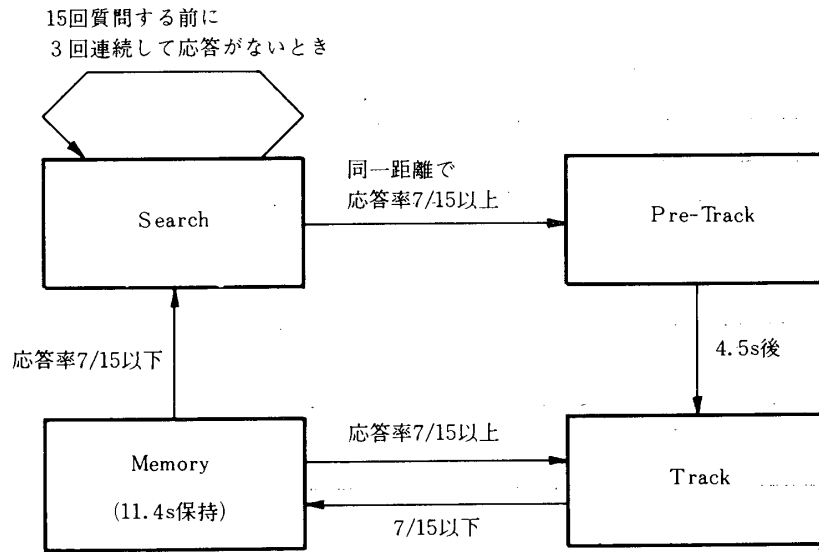 15回質問する前に
3回連続して応答がないとき
Search
同一距離で
応答率7/15以上
Pre-Track
応答率7/15以下
4.5s後
Memory
(11.4s保持)
応答率7/15以上
7/15以下
Track